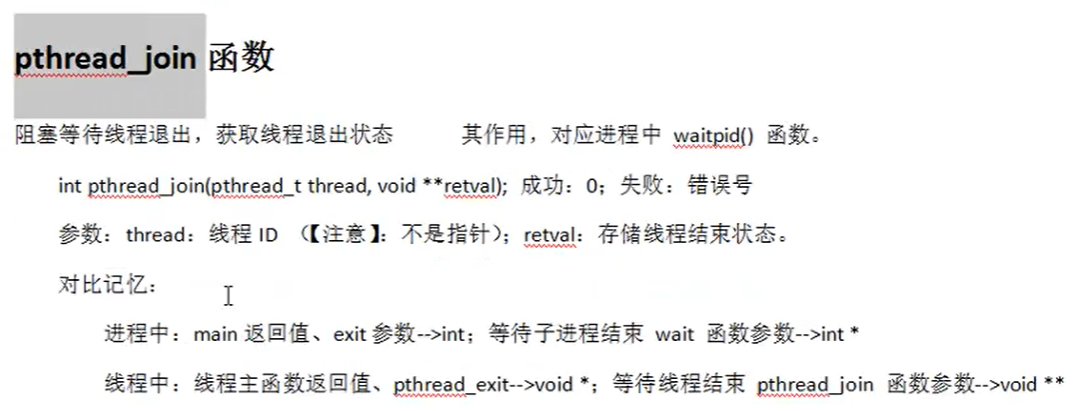 pthread_join 函数
阻塞等待线程退出，获取线程退出状态 其作用，对应进程中 waitpid() 函数。
int pthread_join(pthread_t thread, void **retval); 成功：0；失败：错误号
参数：thread：线程 ID （【注意】：不是指针）；retval：存储线程结束状态。
对比记忆：
进程中：main 返回值、exit 参数-->int；等待子进程结束 wait 函数参数-->int *
线程中：线程主函数返回值、pthread_exit-->void *；等待线程结束 pthread_join 函数参数-->void **